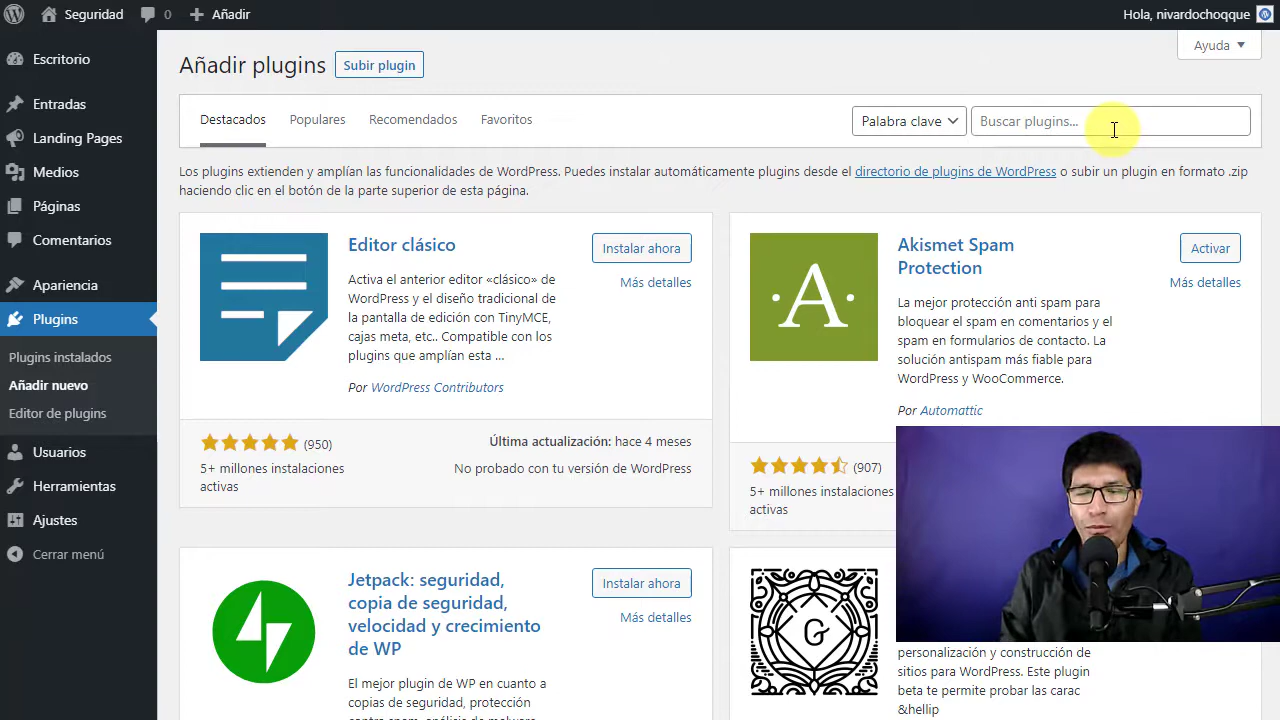 Seguridad
0
Añadir
Hola, nivardochoqque
Escritorio
Entradas
Landing Pages
Medios
Páginas
Comentarios
Apariencia
Plugins
Plugins instalados
Añadir nuevo
Editor de plugins
Usuarios
Herramientas
Ajustes
Cerrar menú
Ayuda
Añadir plugins
Subir plugin
Destacados
Populares
Recomendados
Favoritos
Palabra clave
Buscar plugins...
Los plugins extienden y amplían las funcionalidades de WordPress. Puedes instalar automáticamente plugins desde el directorio de plugins de WordPress o subir un plugin en formato .zip
haciendo clic en el botón de la parte superior de esta página.
Editor clásico
Instalar ahora
Más detalles
Activa el anterior editor «clásico» de
WordPress y el diseño tradicional de
la pantalla de edición con TinyMCE,
cajas meta, etc.. Compatible con los
plugins que amplían esta ...
Por WordPress Contributors
(950)
5+ millones instalaciones
activas
Última actualización: hace 4 meses
No probado con tu versión de WordPress
A
Akismet Spam
Protection
Activar
Más detalles
La mejor protección anti spam para
bloquear el spam en comentarios y el
spam en formularios de contacto. La
solución antispam más fiable para
WordPress y WooCommerce.
Por Automattic
(907)
5+ millones instalaciones
activas
Jetpack: seguridad,
copia de seguridad,
velocidad y crecimiento
de WP
Instalar ahora
Más detalles
El mejor plugin de WP en cuanto a
copias de seguridad, protección
G
personalización y construcción de
sitios para WordPress. Este plugin
beta te permite probar las carac
&hellip